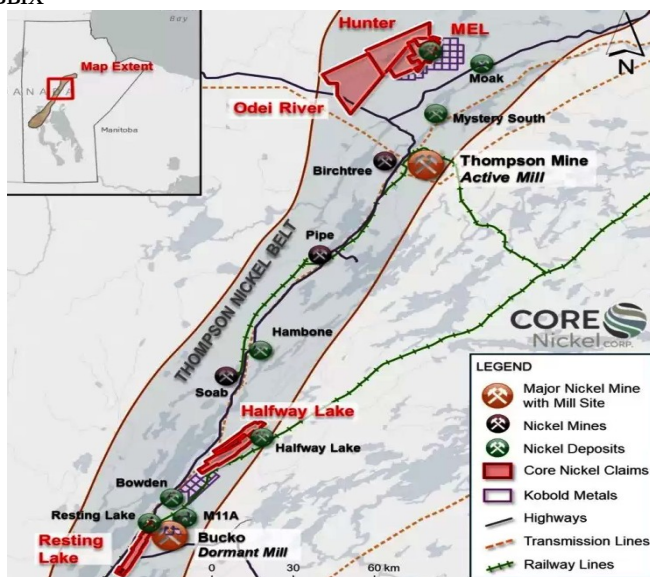 вых
Hunter
MEL
Map Extent
ANADA
Manitoba
N
Moak
Odei River
Mystery South
Birchtree
Thompson Mine
Active Mill
Pipe
THOMPSON NICKEL BELT
CORE
Nickel CORP.
Hambone
Soab
Halfway Lake
Halfway Lake
Bowden
Resting Lake
M11A
Resting
Lake
Bucko
Dormant Mill
0
60 km
LEGEND
Major Nickel Mine
with Mill Site
Nickel Mines
Nickel Deposits
Core Nickel Claims
Kobold Metals
Highways
Transmission Lines
Railway Lines